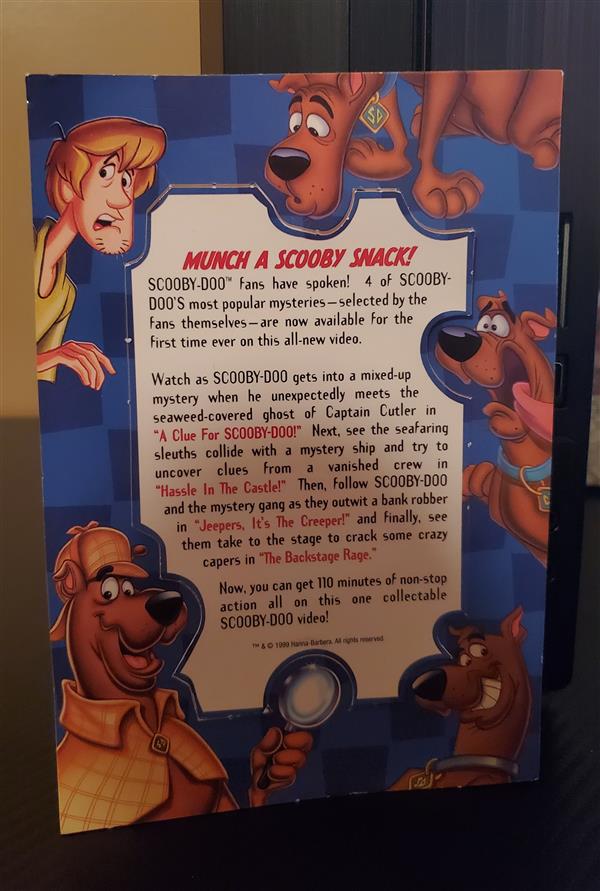 SD
MUNCH A SCOOBY SNACK!
SCOOBY-DOO™ fans have spoken! 4 of SCOOBY-
DOO'S most popular mysteries—selected by the
fans themselves—are now available for the
first time ever on this all-new video.
Watch as SCOOBY-DOO gets into a mixed-up
mystery when he unexpectedly meets the
seaweed-covered ghost of Captain Cutler in
"A Clue For SCOOBY-DOO!" Next, see the seafaring
sleuths collide with a mystery ship and try to
uncover clues from a vanished crew in
"Hassle In The Castle!" Then, follow SCOOBY-DOO
and the mystery gang as they outwit a bank robber
in "Jeepers, It's The Creeper!" and finally, see
them take to the stage to crack some crazy
capers in "The Backstage Rage."
Now, you can get 110 minutes of non-stop
action all on this one collectable
SCOOBY-DOO video!
™ & © 1999 Hanna-Barbera. All rights reserved.